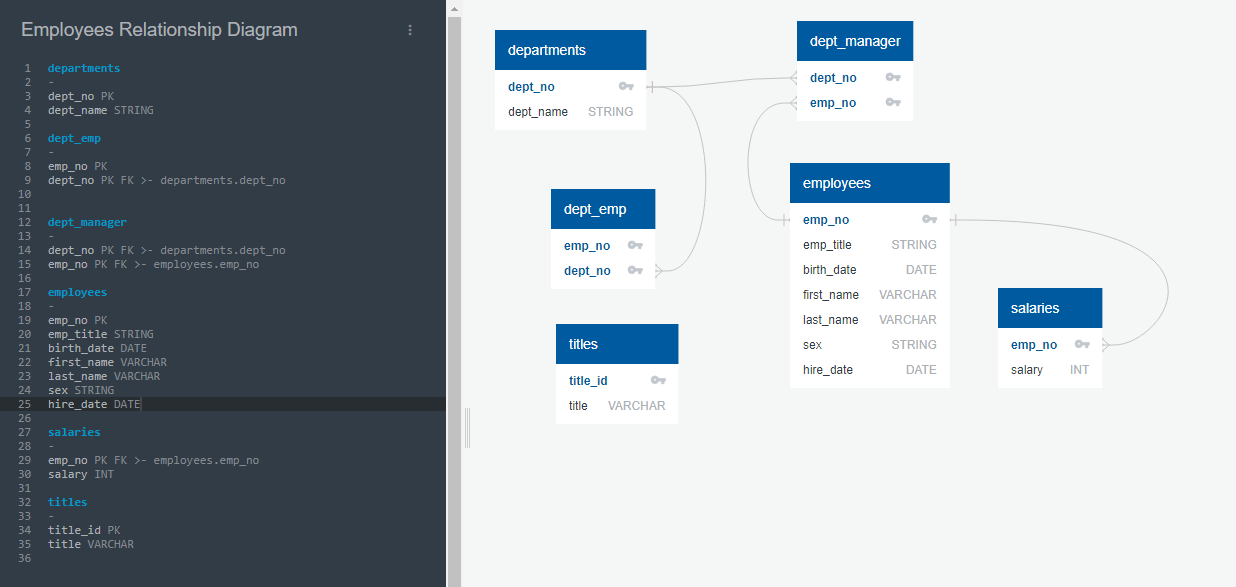 Employees Relationship Diagram
1 departments
2 -
3 dept_no PK
4 dept_name STRING
5
6 dept_emp
7 -
8 emp_no PK
9 dept_no PK FK >- departments.dept_no
10
11
12 dept_manager
13 -
14 dept_no PK FK >- departments.dept_no
15 emp_no PK FK >- employees.emp_no
16
17 employees
18 -
19 emp_no PK
20 emp_title STRING
21 birth_date DATE
22 first_name VARCHAR
23 last_name VARCHAR
24 sex STRING
25 hire_date DATE
26
27 salaries
28 -
29 emp_no PK FK >- employees.emp_no
30 salary INT
31
32 titles
33 -
34 title_id PK
35 title VARCHAR
36
departments
dept_no
dept_name STRING
dept_manager
dept_no
emp_no
dept_emp
emp_no
dept_no
employees
emp_no
emp_title STRING
birth_date DATE
first_name VARCHAR
last_name VARCHAR
sex STRING
hire_date DATE
salaries
emp_no
salary INT
titles
title_id
title VARCHAR